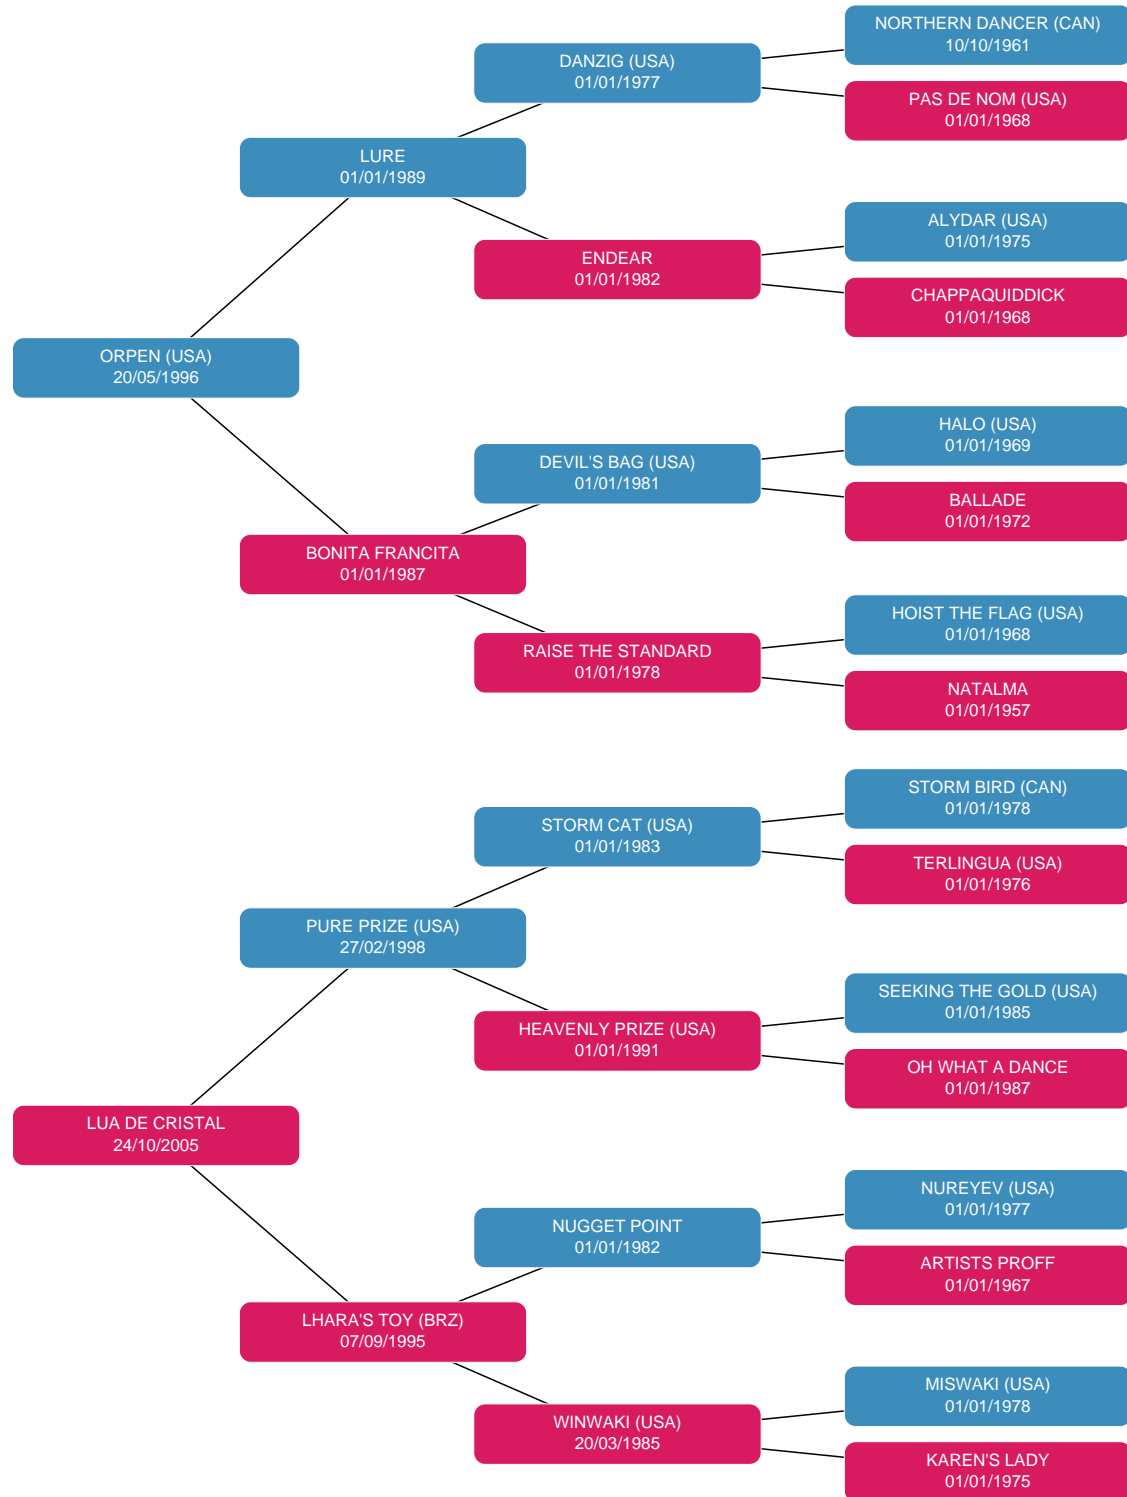 NORTHERN DANCER (CAN)
10/10/1961
DANZIG (USA)
01/01/1977
PAS DE NOM (USA)
01/01/1968
LURE
01/01/1989
ALYDAR (USA)
01/01/1975
ENDEAR
01/01/1982
CHAPPAQUIDDICK
01/01/1968
ORPEN (USA)
20/05/1996
HALO (USA)
01/01/1969
DEVIL'S BAG (USA)
01/01/1981
BALLADE
01/01/1972
BONITA FRANCITA
01/01/1987
HOIST THE FLAG (USA)
01/01/1968
RAISE THE STANDARD
01/01/1978
NATALMA
01/01/1957
STORM BIRD (CAN)
01/01/1978
STORM CAT (USA)
01/01/1983
TERLINGUA (USA)
01/01/1976
PURE PRIZE (USA)
27/02/1998
SEEKING THE GOLD (USA)
01/01/1985
HEAVENLY PRIZE (USA)
01/01/1991
OH WHAT A DANCE
01/01/1987
LUA DE CRISTAL
24/10/2005
NUREYEV (USA)
01/01/1977
NUGGET POINT
01/01/1982
ARTISTS PROFF
01/01/1967
LHARA'S TOY (BRZ)
07/09/1995
MISWAKI (USA)
01/01/1978
WINWAKI (USA)
20/03/1985
KAREN'S LADY
01/01/1975